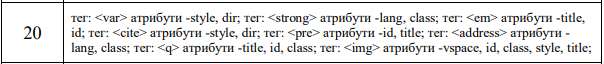 20
тег: <var> атрибути -style, dir; тег: <strong> атрибути -lang, class; тег: <em> атрибути -title,
id; тег: <cite> атрибути -style, dir; тег: <pre> атрибути -id, title; тег: <address> атрибути -
lang, class; тег: <q> атрибути -title, id, class; тег: <img> атрибути -vspace, id, class, style, title;